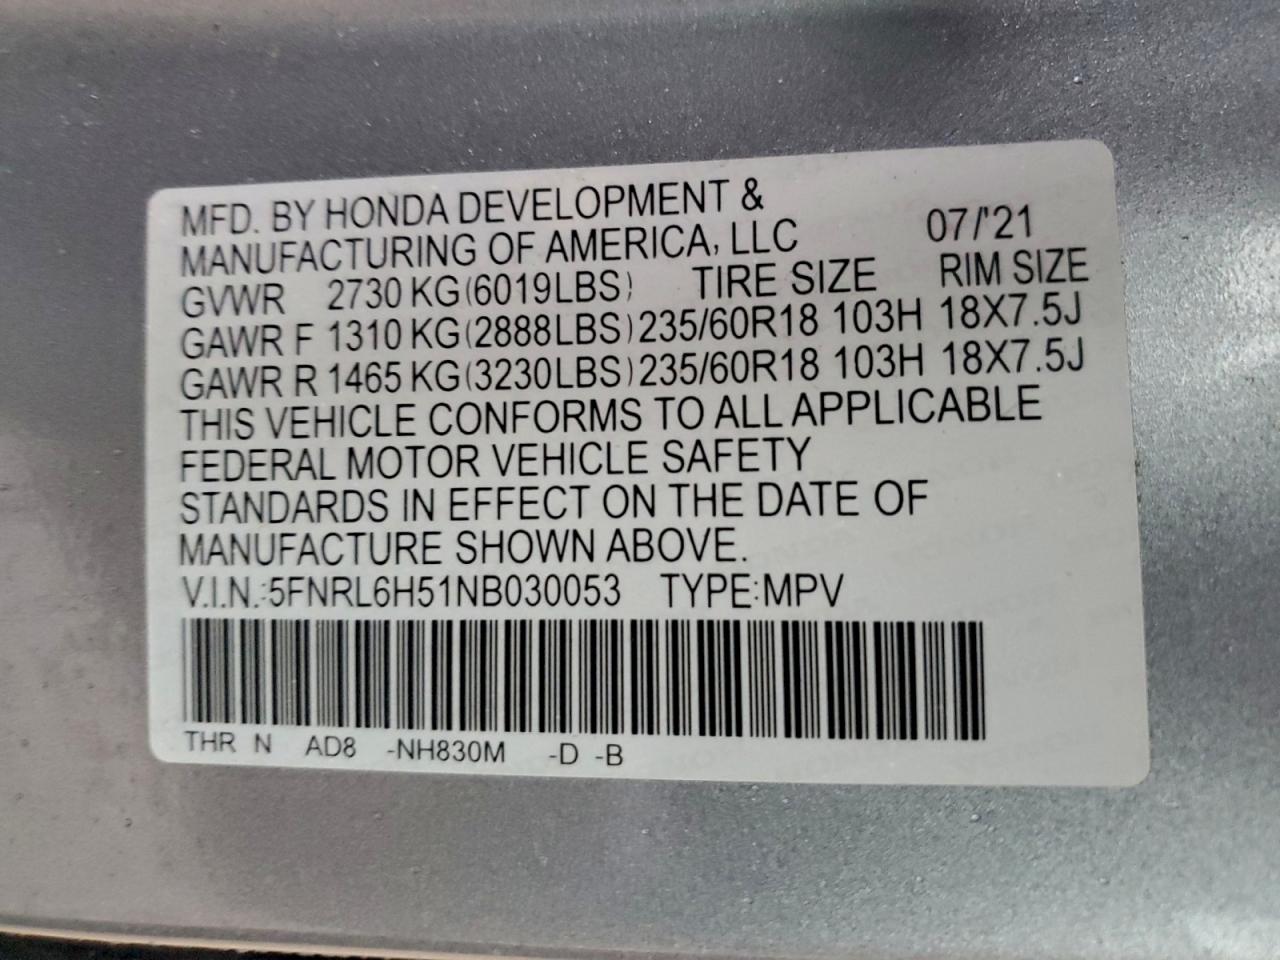 MFD. BY HONDA DEVELOPMENT &
MANUFACTURING OF AMERICA, LLC 07/'21
GVWR 2730 KG(6019LBS) TIRE SIZE RIM SIZE
GAWR F 1310 KG(2888LBS) 235/60R18 103H 18X7.5J
GAWR R 1465 KG(3230LBS) 235/60R18 103H 18X7.5J
THIS VEHICLE CONFORMS TO ALL APPLICABLE
FEDERAL MOTOR VEHICLE SAFETY
STANDARDS IN EFFECT ON THE DATE OF
MANUFACTURE SHOWN ABOVE.
V.I.N.:5FNRL6H51NB030053 TYPE:MPV
THR N AD8 -NH830M -D -B